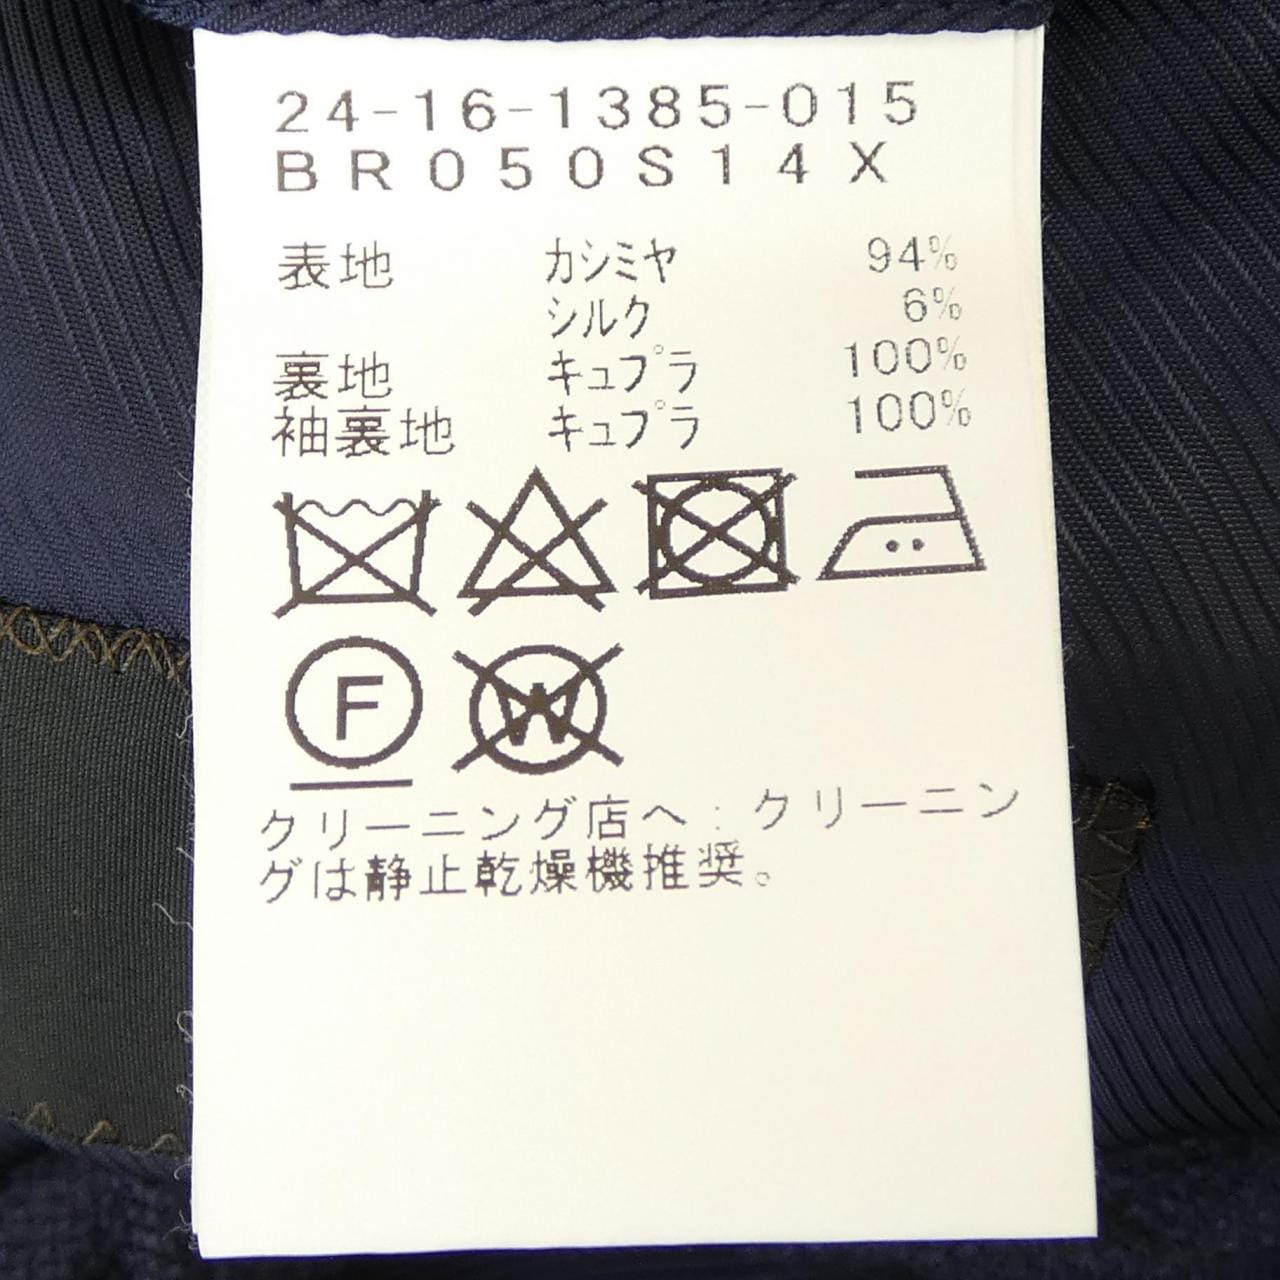 24-16-1385-015
BR050S14X
表地 カシミヤ 94%
シルク 6%
裏地 キュプラ 100%
袖裏地 キュプラ 100%
F W
クリーニング店へ：クリーニン
グは静止乾燥機推奨。